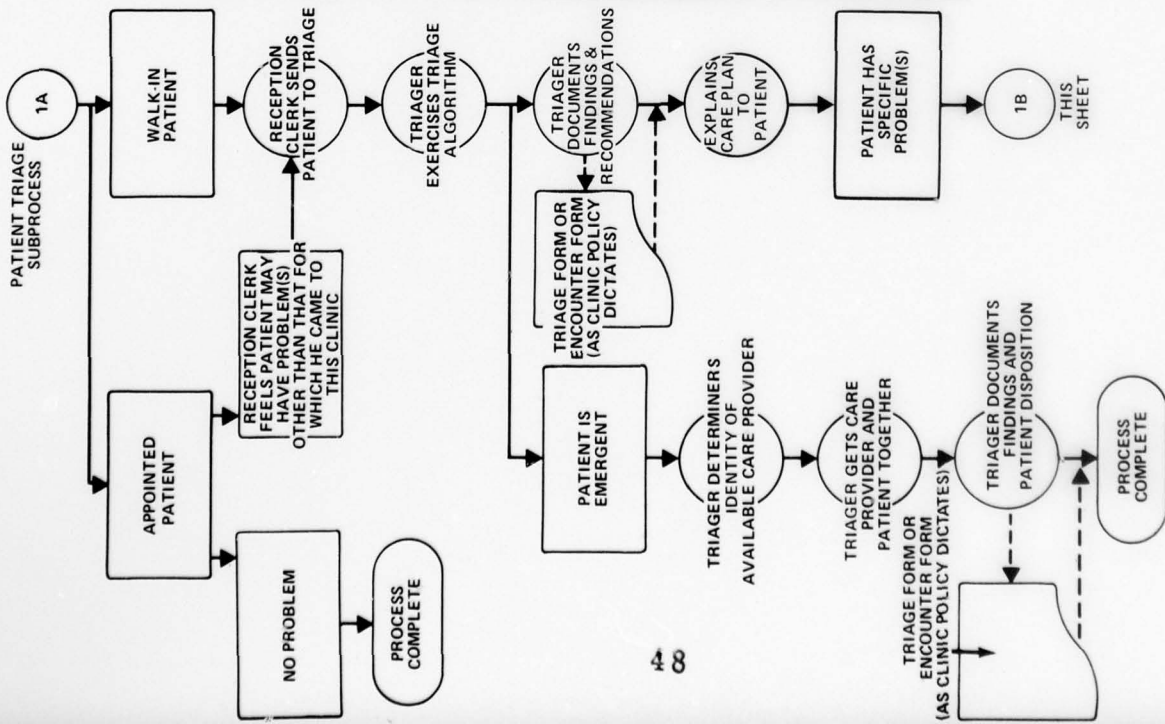 PATIENT TRIAGE
SUBPROCESS
1A
WALK-IN
PATIENT
APPOINTED
PATIENT
RECEPTION
CLERK SENDS
PATIENT TO TRIAGE
RECEPTION CLERK
FEELS PATIENT MAY
HAVE PROBLEM(S)
OTHER THAN THAT FOR
WHICH HE CAME TO
THIS CLINIC
NO PROBLEM
PROCESS
COMPLETE
TRIAGER
EXERCISES TRIAGE
ALGORITHM
TRIAGER
DOCUMENTS
FINDINGS &
RECOMMENDATIONS
TRIAGE FORM OR
ENCOUNTER FORM
(AS CLINIC POLICY
DICTATES)
EXPLAINS
CARE PLAN
TO
PATIENT
PATIENT HAS
SPECIFIC
PROBLEM(S)
1B
THIS
SHEET
PATIENT IS
EMERGENT
TRIAGER DETERMINERS
IDENTITY OF
AVAILABLE CARE PROVIDER
TRIAGER GETS CARE
PROVIDER AND
PATIENT TOGETHER
TRIAGER DOCUMENTS
FINDINGS AND
PATIENT DISPOSITION
TRIAGE FORM OR
ENCOUNTER FORM
(AS CLINIC POLICY DICTATES)
PROCESS
COMPLETE
48